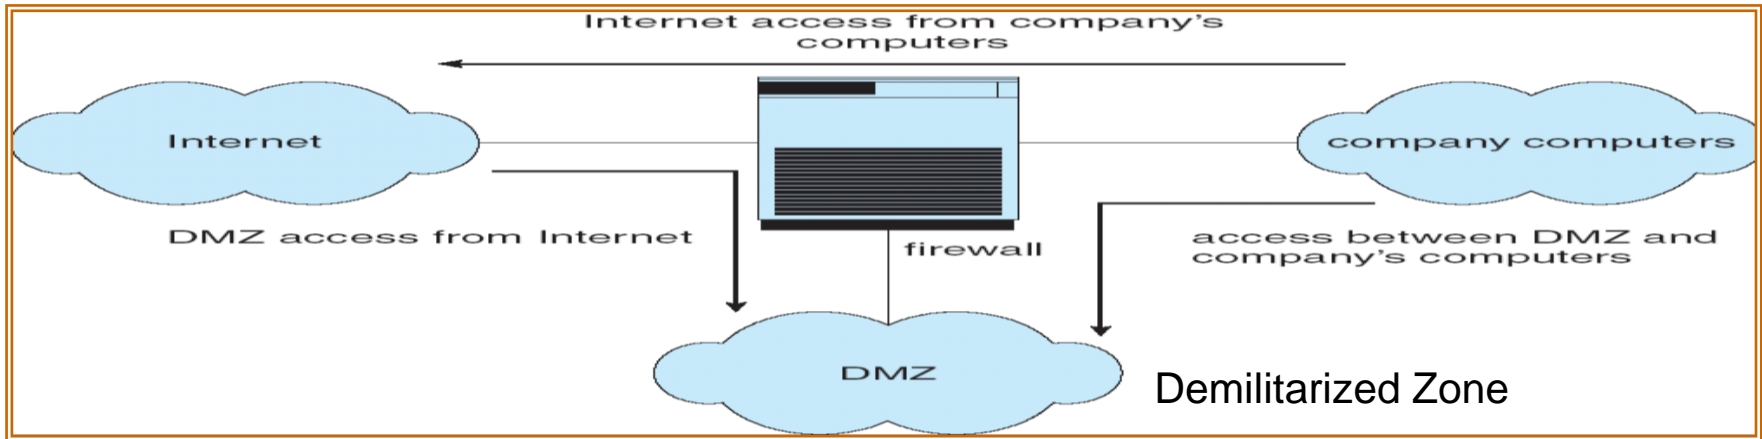 Internet access from company's
computers
Internet
company computers
DMZ access from Internet
firewall
access between DMZ and
company's computers
DMZ
Demilitarized Zone